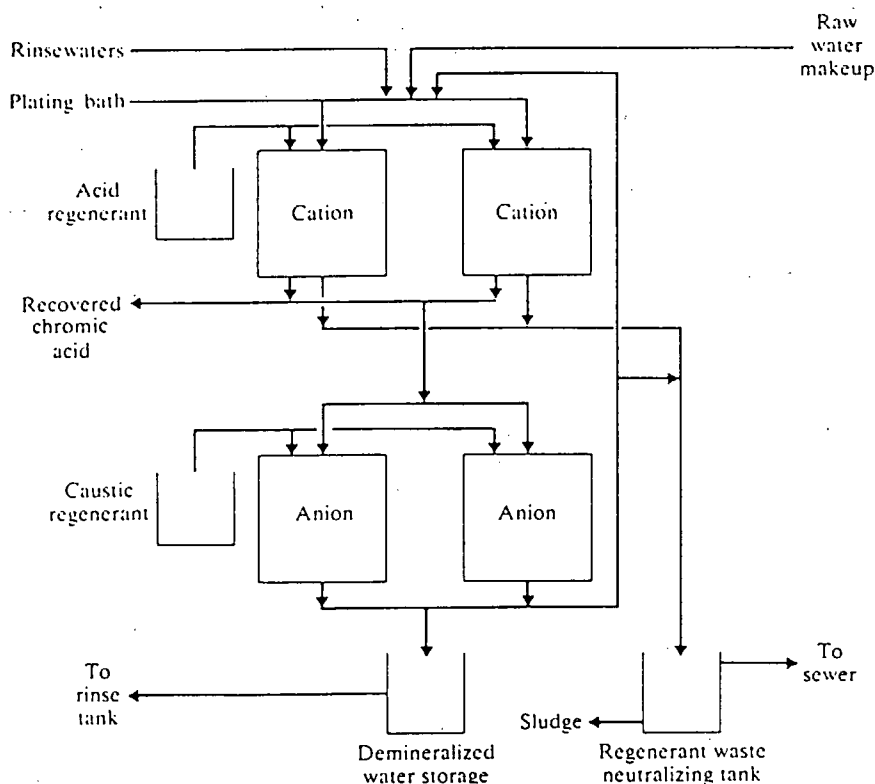 Rinsewaters
Raw
water
makeup
Plating bath
Acid
regenerant
Cation
Cation
Recovered
chromic
acid
Caustic
regenerant
Anion
Anion
To
rinse
tank
To
sewer
Sludge
Demineralized
water storage
Regenerant waste
neutralizing tank